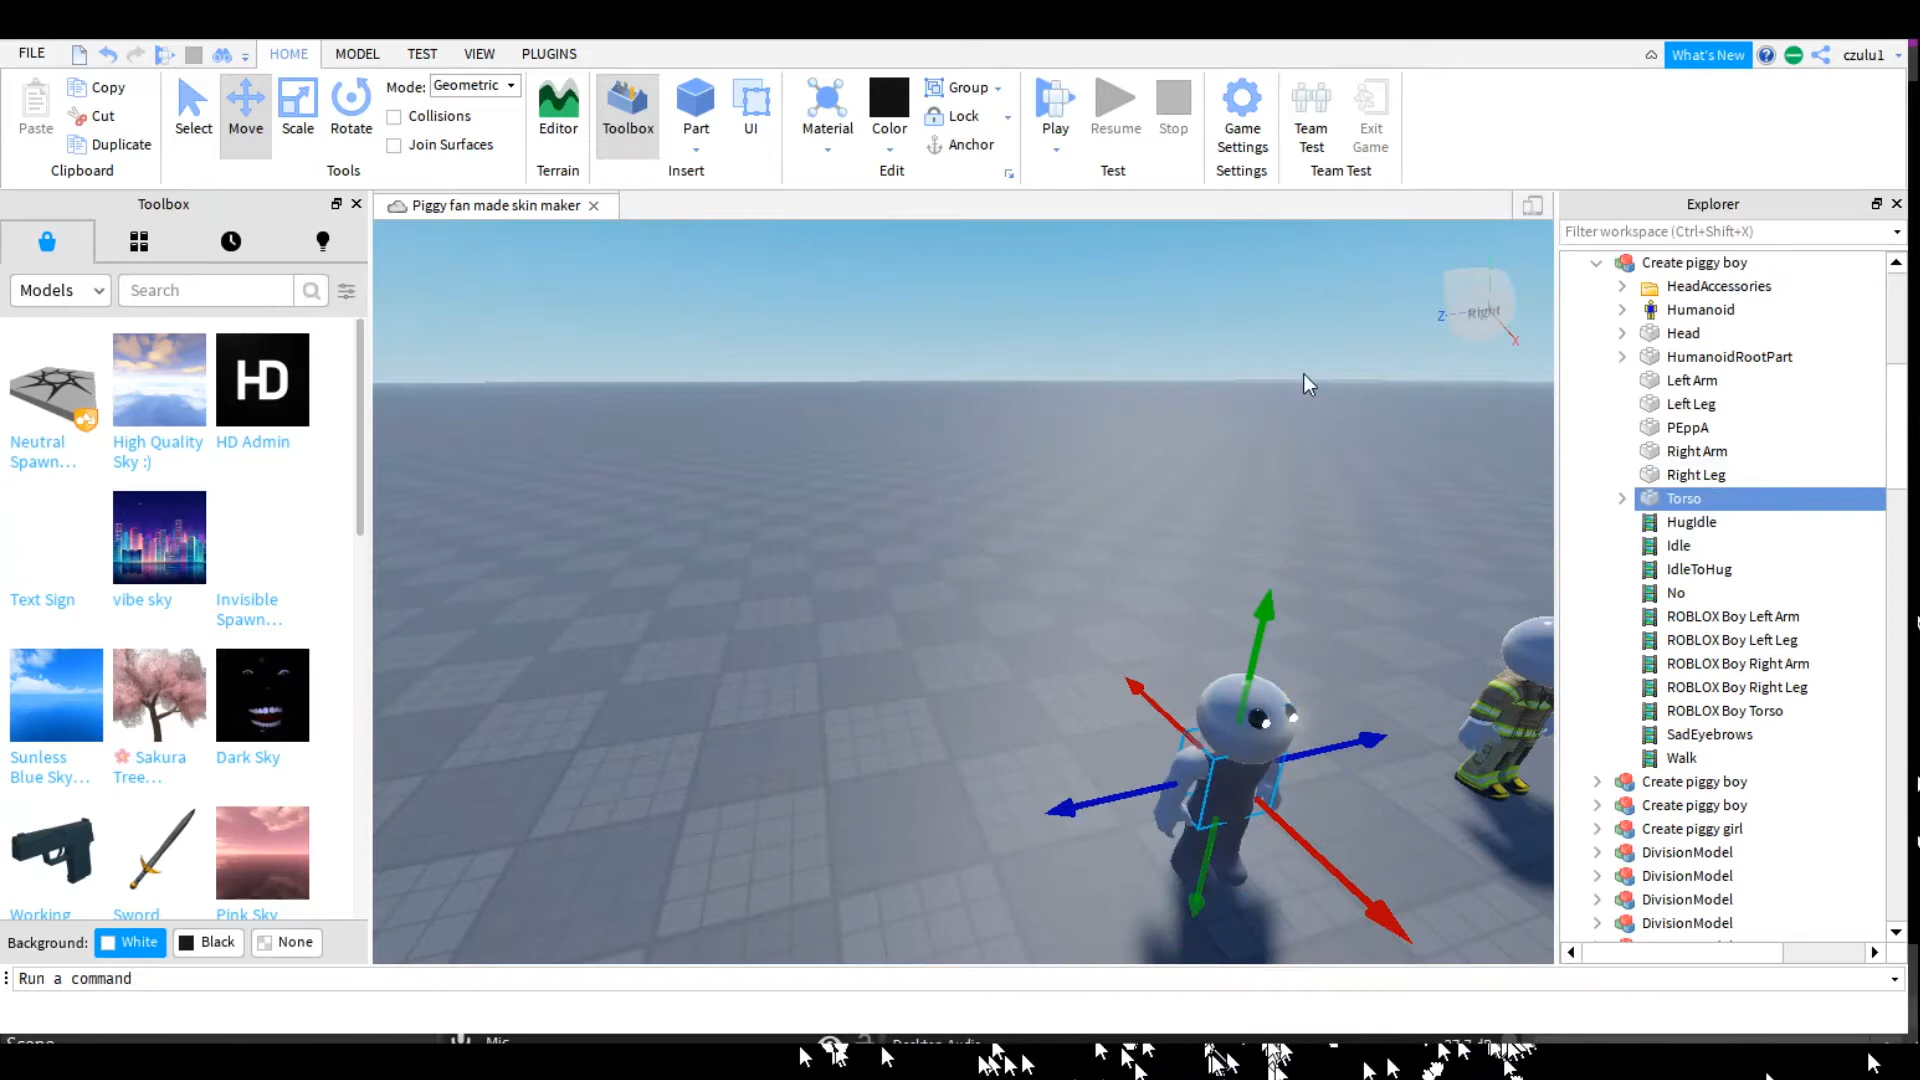 FILE
HOME
MODEL
TEST
VIEW
PLUGINS
What's New
czulu1
Paste
Copy
Cut
Duplicate
Clipboard
Select
Move
Scale
Rotate
Mode: Geometric
Collisions
Join Surfaces
Tools
Editor
Terrain
Toolbox
Part
UI
Insert
Material
Color
Group
Lock
Anchor
Edit
Play
Resume
Stop
Test
Game
Settings
Settings
Team
Test
Exit
Game
Team Test
Toolbox
Models
Search
Neutral
Spawn...
High Quality
Sky :)
HD
HD Admin
Text Sign
vibe sky
Invisible
Spawn...
Sunless
Blue Sky...
Sakura
Tree...
Dark Sky
Working
Sword
Pink Sky
Background: White Black None
Run a command
Piggy fan made skin maker
Z
Right
X
Explorer
Filter workspace (Ctrl+Shift+X)
Create piggy boy
HeadAccessories
Humanoid
Head
HumanoidRootPart
Left Arm
Left Leg
PEppA
Right Arm
Right Leg
Torso
HugIdle
Idle
IdleToHug
No
ROBLOX Boy Left Arm
ROBLOX Boy Left Leg
ROBLOX Boy Right Arm
ROBLOX Boy Right Leg
ROBLOX Boy Torso
SadEyebrows
Walk
Create piggy boy
Create piggy boy
Create piggy girl
DivisionModel
DivisionModel
DivisionModel
DivisionModel